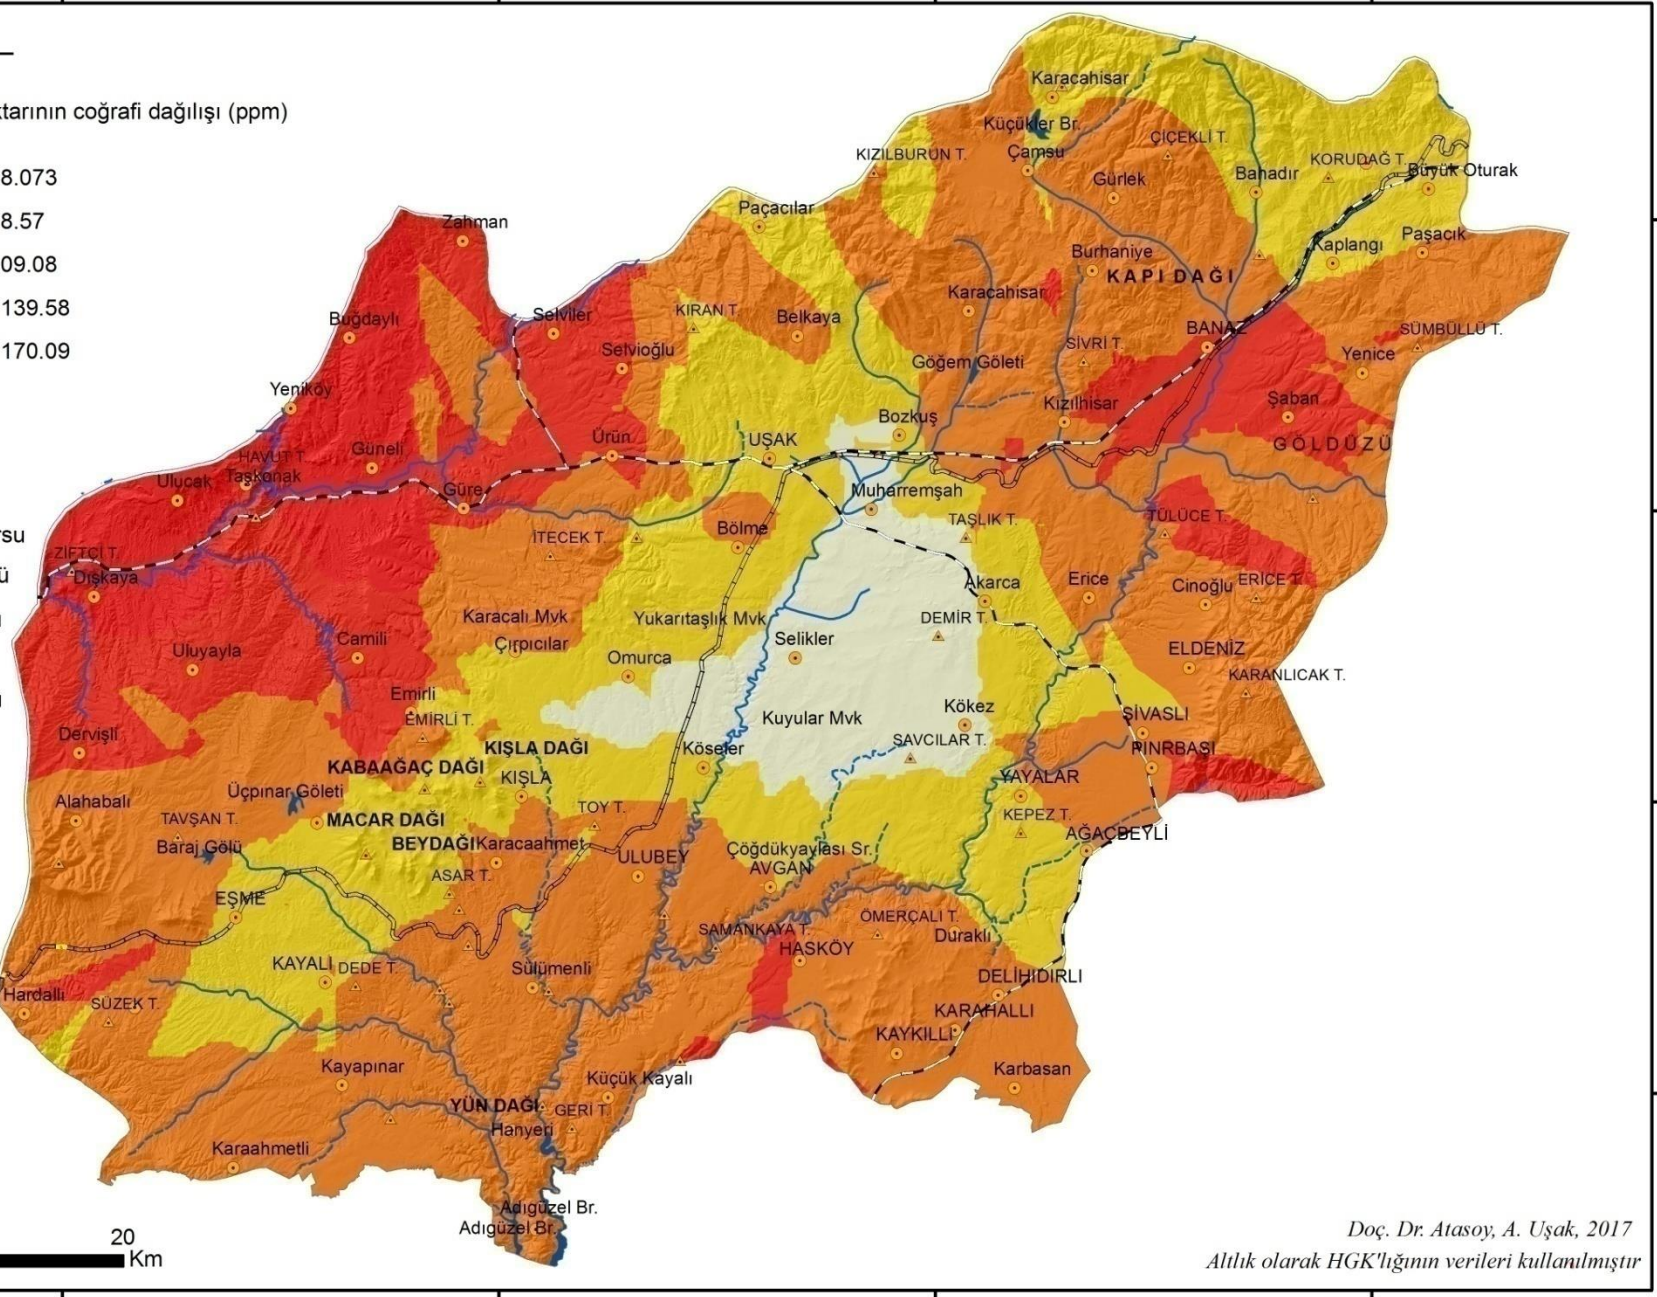 ktarının coğrafi dağılışı (ppm)
8.073
8.57
09.08
139.58
170.09
rsu
Karacahisar
Küçükler Br.
Çamsu
ÇİÇEKLİ T.
KIZILBURUN T.
KORUDAĞ T.
Büyük Oturak
Bahadır
Gürlek
Paçacılar
Zahman
Paşacık
Kaplangı
Burhaniye
KAPI DAĞI
Karacahisar
Buğdaylı
Selviler
KIRAN T.
Belkaya
BANAZ
SÜMBÜLLÜ T.
SİVRİ T.
Yenice
Selvioğlu
Göğem Göleti
Yeniköy
Şaban
Kızılhisar
Bozkuş
Ürün
UŞAK
GÖLDÜZÜ
Güneli
HAVUT T.
Taşkonak
Ulucak
Güre
Muharremşah
TAŞLIK T.
TÜLÜCE T.
Bölme
İTECEK T.
ZİFTÇİ T.
Dışkaya
Akarca
Erice
Cinoğlu
ERİCE T.
Karacalı Mvk
Yukarıtaşlık Mvk
DEMİR T.
Çırpıcılar
Camili
Selikler
Uluyayla
Omurca
ELDENİZ
KARANLICAK T.
Emirli
EMİRLİ T.
Kuyular Mvk
Kökez
SİVASLI
Dervişli
KIŞLA DAĞI
Köseler
SAVCILAR T.
PINRBAŞI
KABAAĞAÇ DAĞI
KIŞLA
YAYALAR
Üçpınar Göleti
Alahabalı
TAVŞAN T.
MACAR DAĞI
TOY T.
KEPEZ T.
AĞAÇBEYLİ
Baraj Gölü
BEYDAĞI
Karacaahmet
ULUBEY
Çöğdükyaylası Sr.
AVGAN
ASAR T.
EŞME
SAMANKAYA T.
ÖMERÇALI T.
HASKÖY
Duraklı
KAYALI
DEDE T.
Sülümenli
DELİHIDIRLI
Hardallı
SÜZEK T.
KARAHALLI
KAYKILLI
Kayapınar
Küçük Kayalı
Karbasan
YÜN DAĞI
GERİ T.
Hanyeri
Karaahmetli
Adıgüzel Br.
Adıgüzel Br.
20
Km
Doç. Dr. Atasoy, A. Uşak, 2017
Altlık olarak HGK'lığının verileri kullanılmıştır